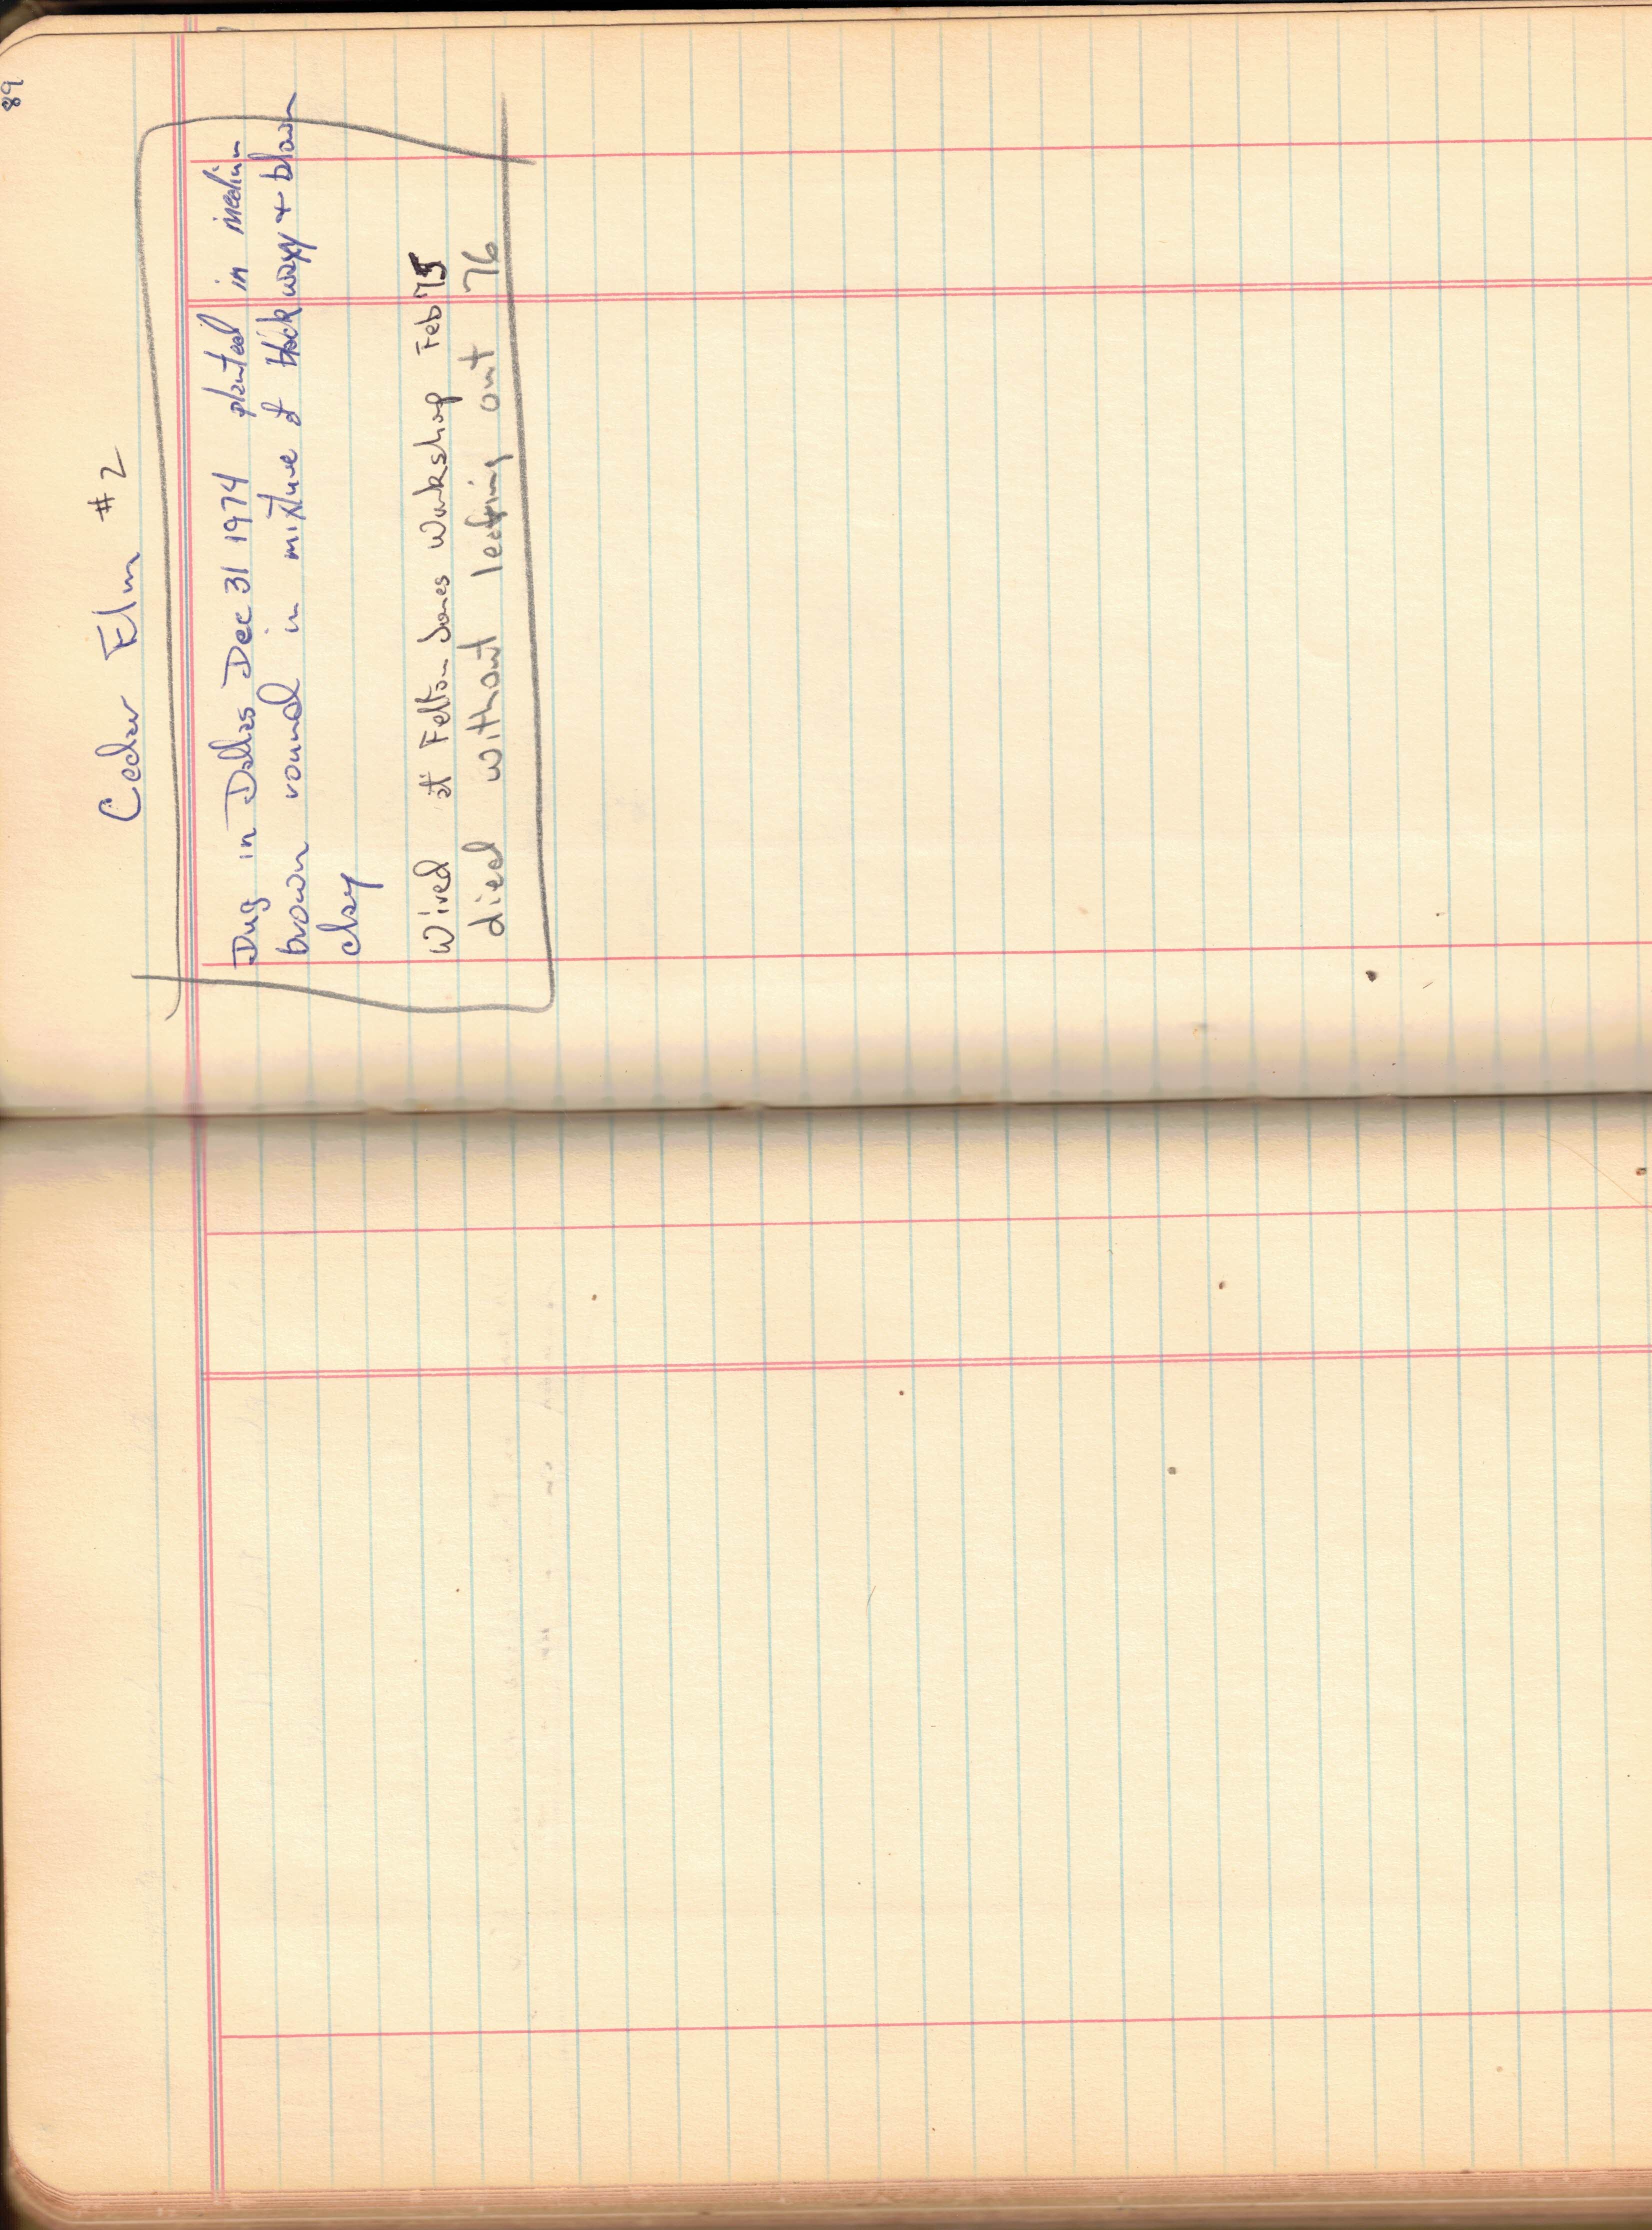 89
Cedar Elm #2
Dug in Dallas Dec 31 1974 planted in medium
brown round in mixture of black waxy + blown
clay
Wired at Felton Jones Workshop Feb 75
died without leafing out 76